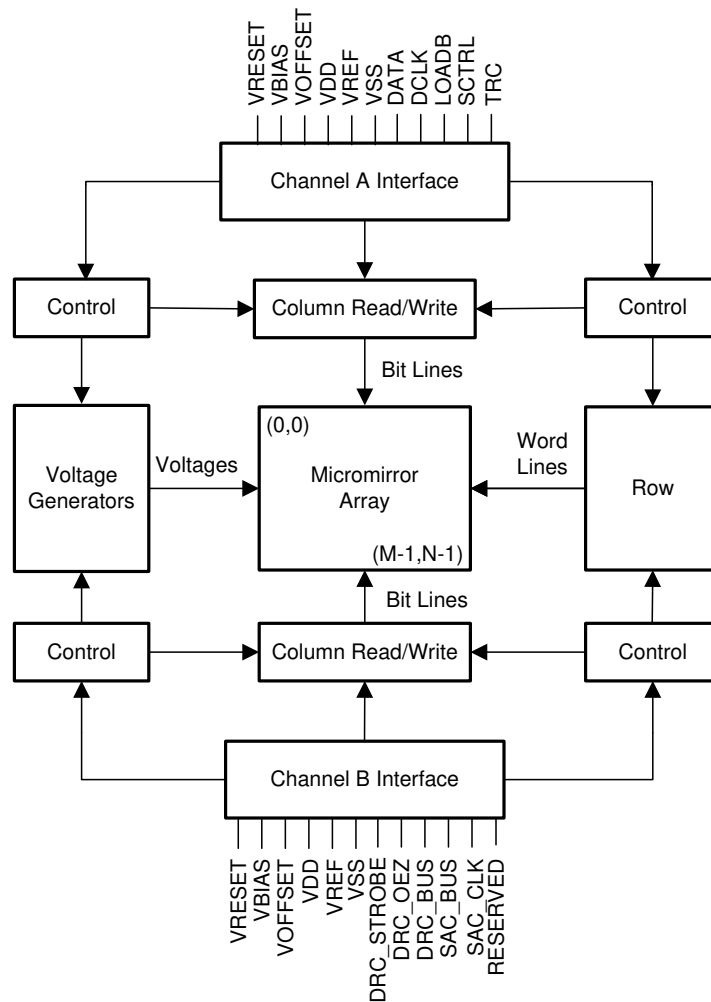 VRESET
VBIAS
VOFFSET
VDD
VREF
VSS
DATA
DCLK
LOADB
SCTRL
TRC
Channel A Interface
Control
Column Read/Write
Control
Bit Lines
(0,0)
Voltage
Generators
Voltages
Micromirror
Array
Word
Lines
Row
(M-1,N-1)
Bit Lines
Control
Column Read/Write
Control
Channel B Interface
VRESET
VBIAS
VOFFSET
VDD
VREF
VSS
DRC_STROBE
DRC_OEZ
DRC_BUS
SAC_BUS
SAC_CLK
RESERVED